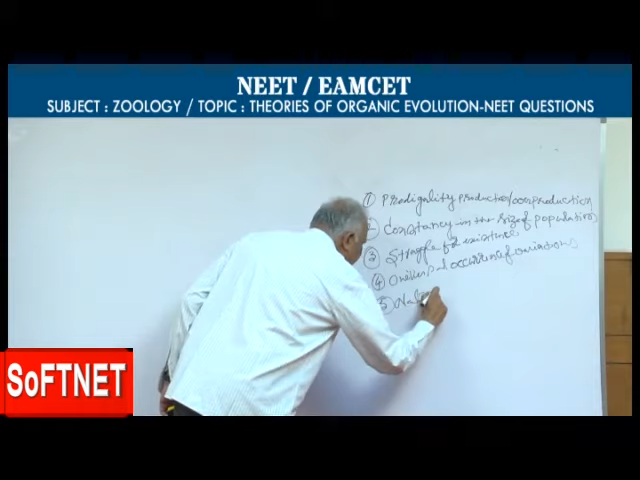 NEET / EAMCET
SUBJECT : ZOOLOGY / TOPIC : THEORIES OF ORGANIC EVOLUTION-NEET QUESTIONS
① Prodigality production/overproduction
2 Constancy in the size of population
③ Struggle for existence
④ occurrence of variations
5
SoFTNET